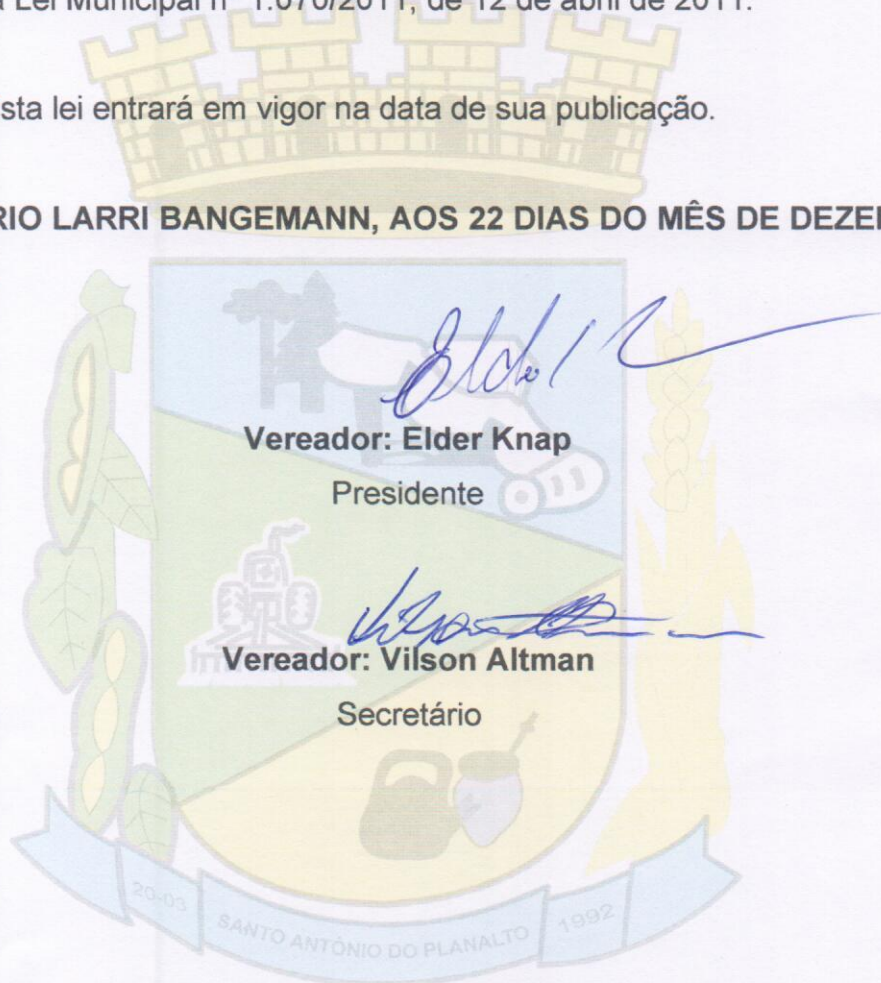 a Lei Municipal nº 1.070/2011, de 12 de abril de 2011.
sta lei entrará em vigor na data de sua publicação.
RIO LARRI BANGEMANN, AOS 22 DIAS DO MÊS DE DEZE
Vereador: Elder Knap
Presidente
Vereador: Vilson Altman
Secretário
20-03 SANTO ANTÔNIO DO PLANALTO 1992